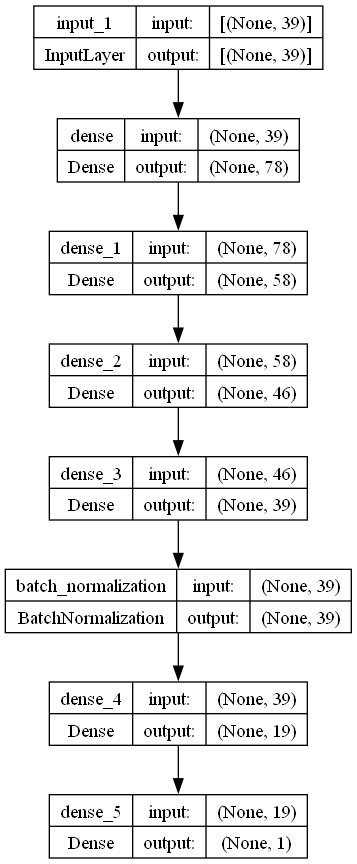 input_1 input: [(None, 39)]
InputLayer output: [(None, 39)]
dense input: (None, 39)
Dense output: (None, 78)
dense_1 input: (None, 78)
Dense output: (None, 58)
dense_2 input: (None, 58)
Dense output: (None, 46)
dense_3 input: (None, 46)
Dense output: (None, 39)
batch_normalization input: (None, 39)
BatchNormalization output: (None, 39)
dense_4 input: (None, 39)
Dense output: (None, 19)
dense_5 input: (None, 19)
Dense output: (None, 1)